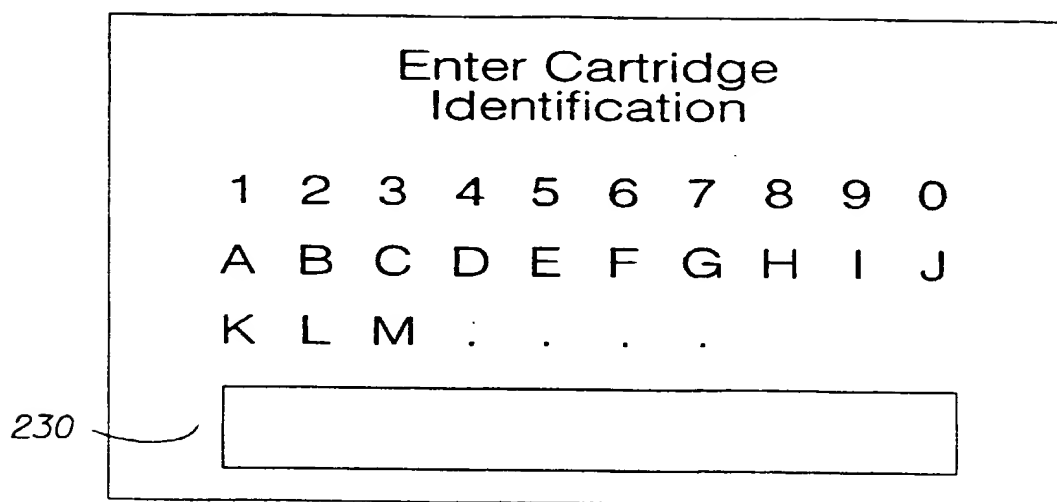 Enter Cartridge
Identification
1 2 3 4 5 6 7 8 9 0
A B C D E F G H I J
K L M . . . .
230